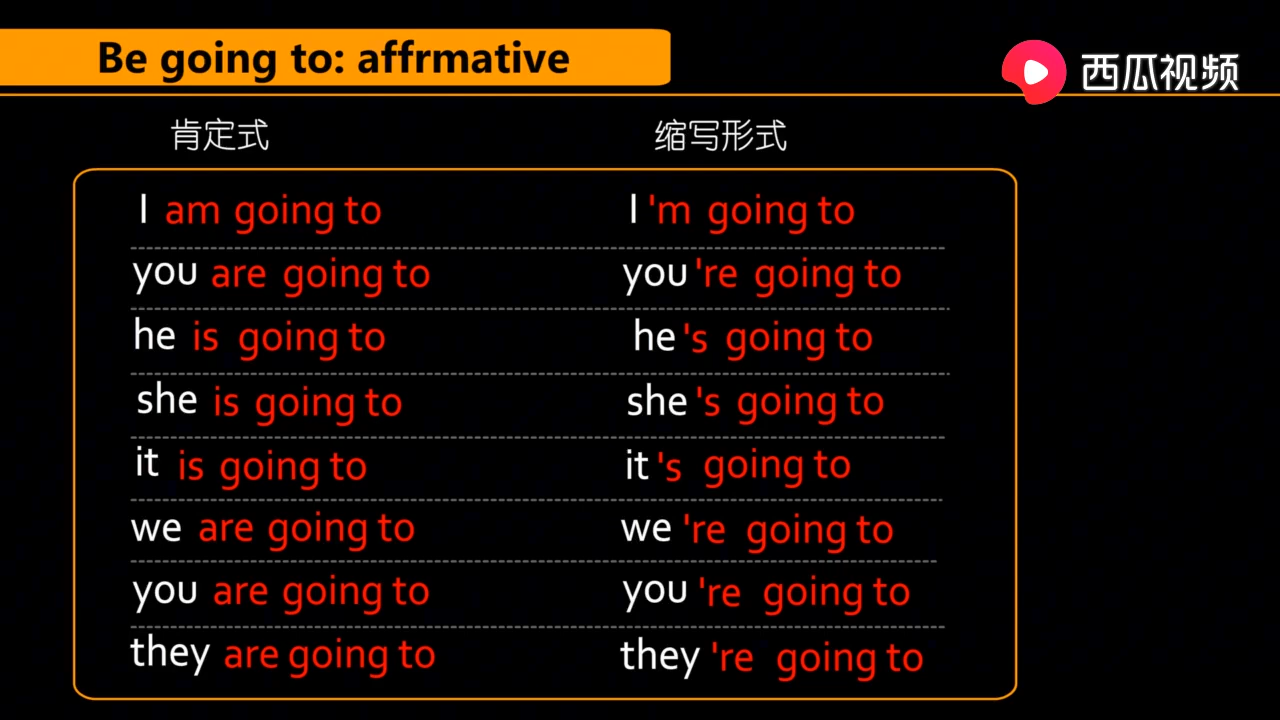 Be going to: affrmative
西瓜视频
肯定式 缩写形式
I am going to I 'm going to
you are going to you 're going to
he is going to he 's going to
she is going to she 's going to
it is going to it 's going to
we are going to we 're going to
you are going to you 're going to
they are going to they 're going to